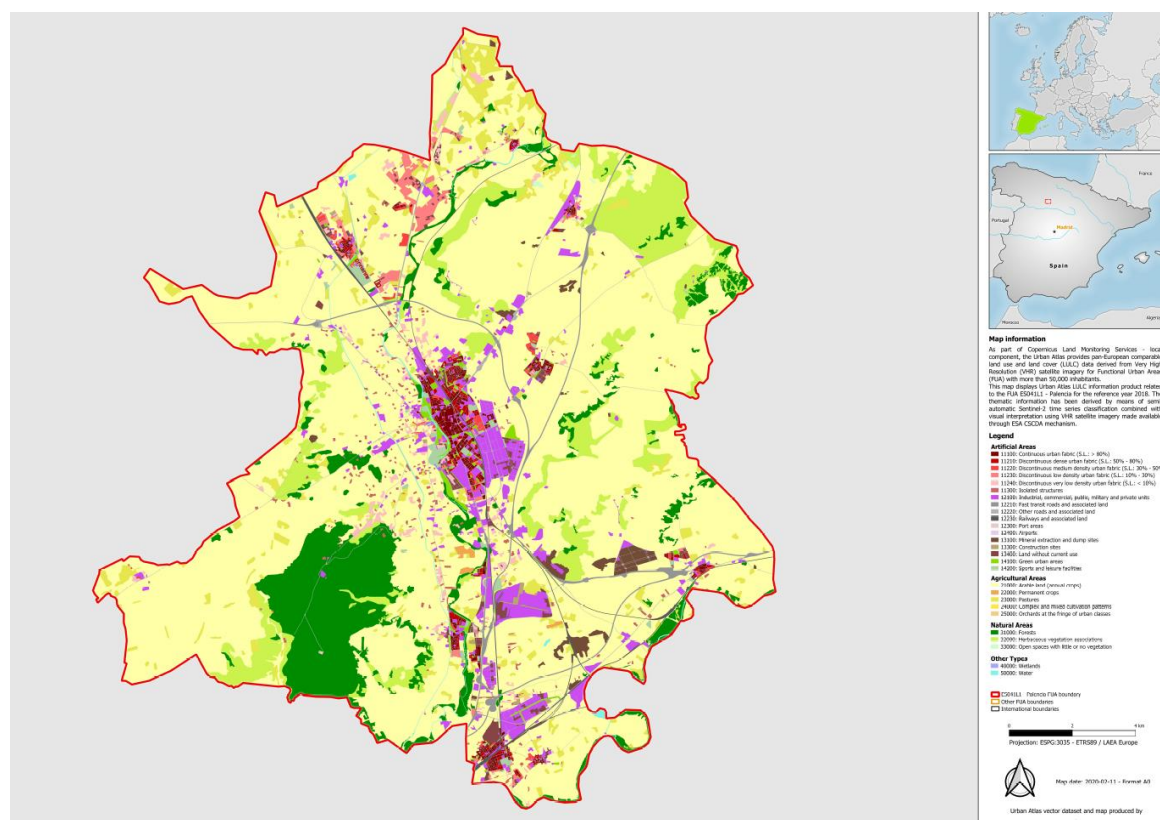 France
Portugal
Madrid
Spain
Morocco
Algeria
Map information
As part of Copernicus Land Monitoring Services - local
component, the Urban Atlas provides pan-European comparable
land use and land cover (LULC) data derived from Very High
Resolution (VHR) satellite imagery for Functional Urban Areas
(FUA) with more than 50,000 inhabitants.
This map displays Urban Atlas LULC information product relates
to the FUA ES041L1 - Palencia for the reference year 2018. The
thematic information has been derived by means of semi-
automatic Sentinel-2 time series classification combined with
visual interpretation using VHR satellite imagery made available
through ESA CSCDA mechanism.
Legend
Artificial Areas
11100: Continuous urban fabric (S.L.: > 80%)
11210: Discontinuous dense urban fabric (S.L.: 50% - 80%)
11220: Discontinuous medium density urban fabric (S.L.: 30% - 50%
11230: Discontinuous low density urban fabric (S.L.: 10% - 30%)
11240: Discontinuous very low density urban fabric (S.L.: < 10%)
11300: Isolated structures
12100: Industrial, commercial, public, military and private units
12210: Fast transit roads and associated land
12220: Other roads and associated land
12230: Railways and associated land
12300: Port areas
12400: Airports
13100: Mineral extraction and dump sites
13300: Construction sites
13400: Land without current use
14100: Green urban areas
14200: Sports and leisure facilities
Agricultural Areas
21000: Arable land (annual crops)
22000: Permanent crops
23000: Pastures
24000: Complex and mixed cultivation patterns
25000: Orchards at the fringe of urban classes
Natural Areas
31000: Forests
32000: Herbaceous vegetation associations
33000: Open spaces with little or no vegetation
Other Types
40000: Wetlands
50000: Water
ES041L1 - Palencia FUA boundary
Other FUA boundaries
International boundaries
0 2 4 km
Projection: ESPG:3035 - ETRS89 / LAEA Europe
Map date: 2020-02-11 - Format A0
Urban Atlas vector dataset and map produced by